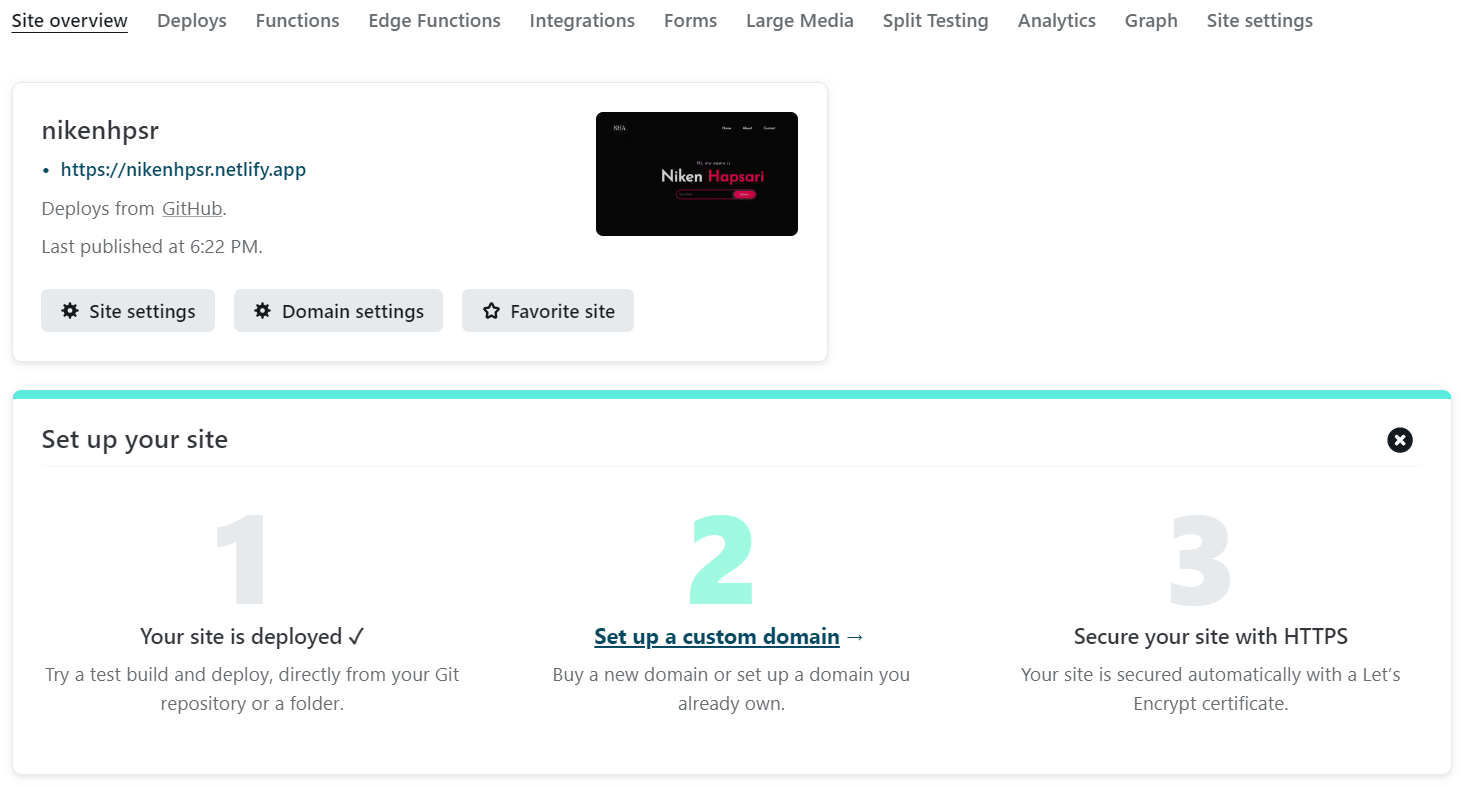 Site overview Deploys Functions Edge Functions Integrations Forms Large Media Split Testing Analytics Graph Site settings
nikenhpsr
• https://nikenhpsr.netlify.app
Deploys from GitHub.
Last published at 6:22 PM.
NHA
Home About Contact
Hi, my name is
Niken Hapsari
Site settings Domain settings Favorite site
Set up your site
1
Your site is deployed ✓
Try a test build and deploy, directly from your Git
repository or a folder.
2
Set up a custom domain →
Buy a new domain or set up a domain you
already own.
3
Secure your site with HTTPS
Your site is secured automatically with a Let’s
Encrypt certificate.